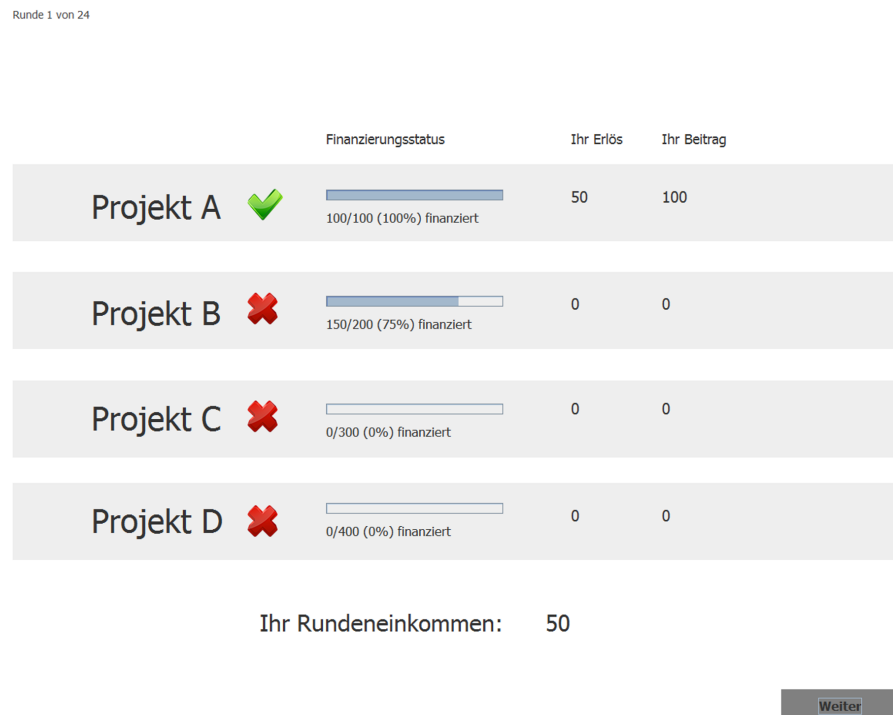 Runde 1 von 24
Finanzierungsstatus Ihr Erlös Ihr Beitrag
Projekt A 50 100
100/100 (100%) finanziert
Projekt B 0 0
150/200 (75%) finanziert
Projekt C 0 0
0/300 (0%) finanziert
Projekt D 0 0
0/400 (0%) finanziert
Ihr Rundeneinkommen: 50
Weiter